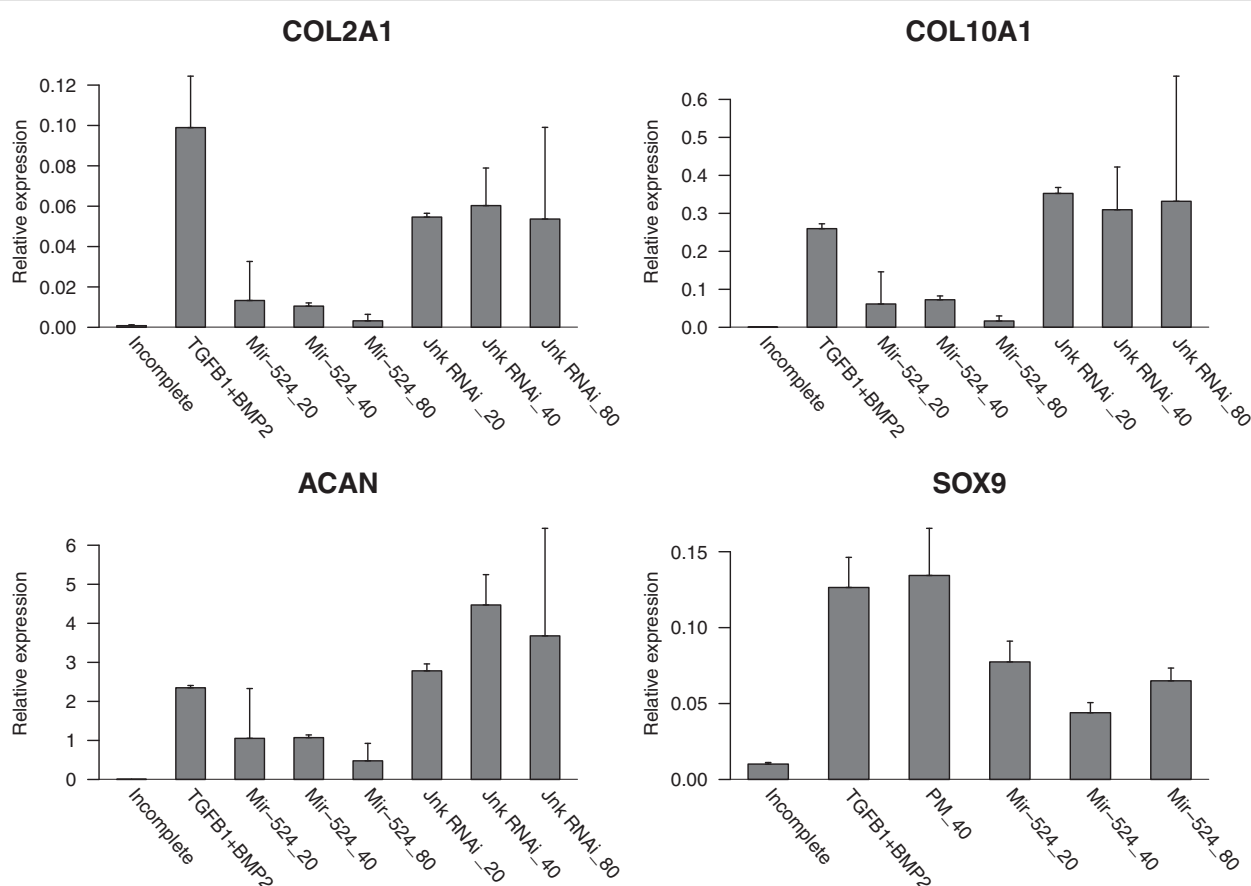 COL2A1
Relative expression
0.12
0.10
0.08
0.06
0.04
0.02
0.00
Incomplete
TGFB1+BMP2
Mir–524_20
Mir–524_40
Mir–524_80
Jnk RNAi_20
Jnk RNAi_40
Jnk RNAi_80
COL10A1
Relative expression
0.6
0.5
0.4
0.3
0.2
0.1
0.0
Incomplete
TGFB1+BMP2
Mir–524_20
Mir–524_40
Mir–524_80
Jnk RNAi_20
Jnk RNAi_40
Jnk RNAi_80
ACAN
Relative expression
6
5
4
3
2
1
0
Incomplete
TGFB1+BMP2
Mir–524_20
Mir–524_40
Mir–524_80
Jnk RNAi_20
Jnk RNAi_40
Jnk RNAi_80
SOX9
Relative expression
0.15
0.10
0.05
0.00
Incomplete
TGFB1+BMP2
PM_40
Mir–524_20
Mir–524_40
Mir–524_80